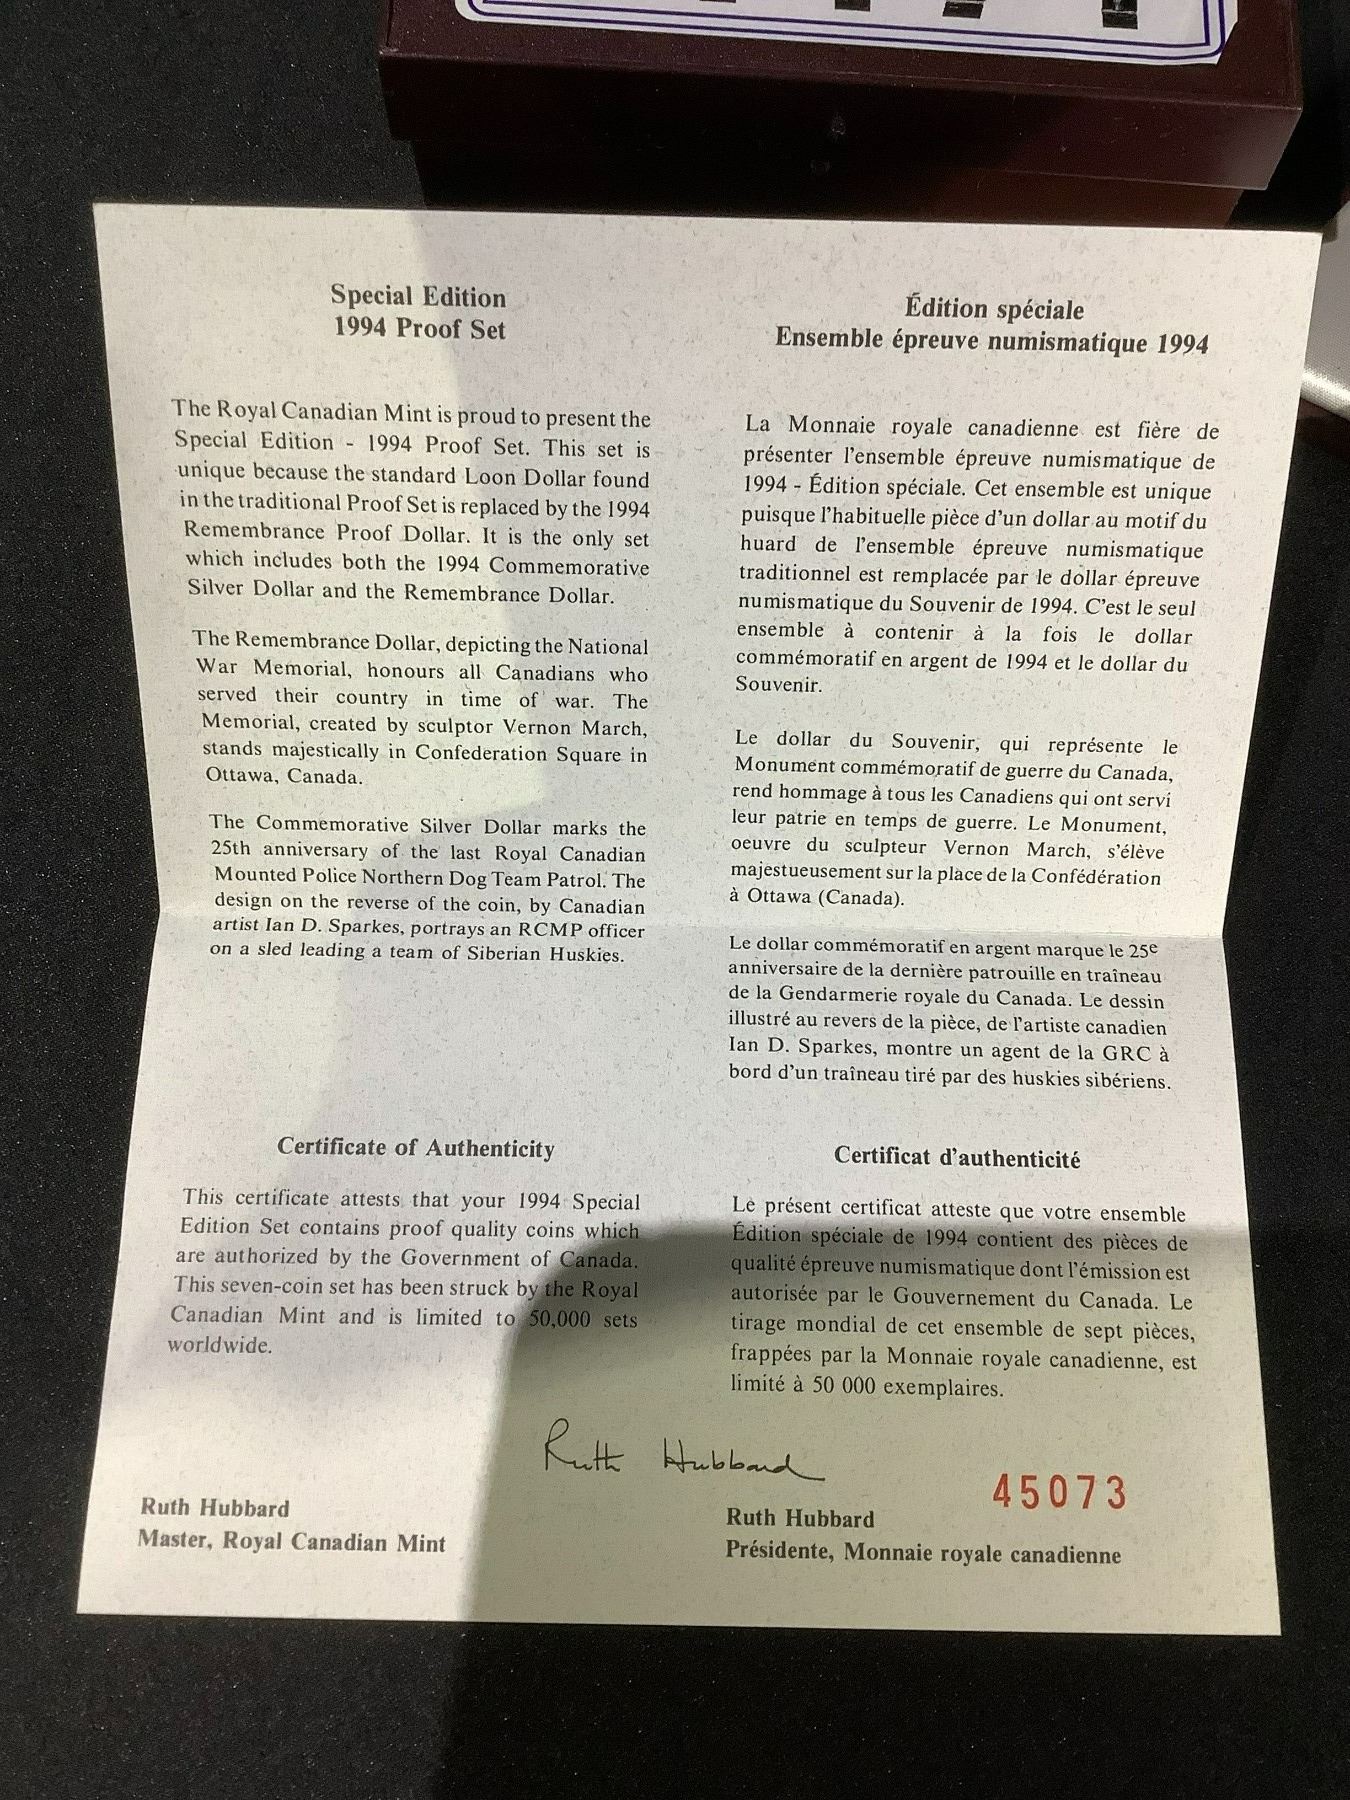 Special Edition
1994 Proof Set
The Royal Canadian Mint is proud to present the
Special Edition - 1994 Proof Set. This set is
unique because the standard Loon Dollar found
in the traditional Proof Set is replaced by the 1994
Remembrance Proof Dollar. It is the only set
which includes both the 1994 Commemorative
Silver Dollar and the Remembrance Dollar.
The Remembrance Dollar, depicting the National
War Memorial, honours all Canadians who
served their country in time of war. The
Memorial, created by sculptor Vernon March,
stands majestically in Confederation Square in
Ottawa, Canada.
The Commemorative Silver Dollar marks the
25th anniversary of the last Royal Canadian
Mounted Police Northern Dog Team Patrol. The
design on the reverse of the coin, by Canadian
artist Ian D. Sparkes, portrays an RCMP officer
on a sled leading a team of Siberian Huskies.
Certificate of Authenticity
This certificate attests that your 1994 Special
Edition Set contains proof quality coins which
are authorized by the Government of Canada.
This seven-coin set has been struck by the Royal
Canadian Mint and is limited to 50,000 sets
worldwide.
Ruth Hubbard
Master, Royal Canadian Mint
Édition spéciale
Ensemble épreuve numismatique 1994
La Monnaie royale canadienne est fière de
présenter l'ensemble épreuve numismatique de
1994 - Édition spéciale. Cet ensemble est unique
puisque l'habituelle pièce d'un dollar au motif du
huard de l'ensemble épreuve numismatique
traditionnel est remplacée par le dollar épreuve
numismatique du Souvenir de 1994. C'est le seul
ensemble à contenir à la fois le dollar
commémoratif en argent de 1994 et le dollar du
Souvenir.
Le dollar du Souvenir, qui représente le
Monument commémoratif de guerre du Canada,
rend hommage à tous les Canadiens qui ont servi
leur patrie en temps de guerre. Le Monument,
oeuvre du sculpteur Vernon March, s'élève
majestueusement sur la place de la Confédération
à Ottawa (Canada).
Le dollar commémoratif en argent marque le 25e
anniversaire de la dernière patrouille en traîneau
de la Gendarmerie royale du Canada. Le dessin
illustré au revers de la pièce, de l'artiste canadien
Ian D. Sparkes, montre un agent de la GRC à
bord d'un traîneau tiré par des huskies sibériens.
Certificat d'authenticité
Le présent certificat atteste que votre ensemble
Édition spéciale de 1994 contient des pièces de
qualité épreuve numismatique dont l'émission est
autorisée par le Gouvernement du Canada. Le
tirage mondial de cet ensemble de sept pièces,
frappées par la Monnaie royale canadienne, est
limité à 50 000 exemplaires.
Ruth Hubbard
45073
Ruth Hubbard
Présidente, Monnaie royale canadienne